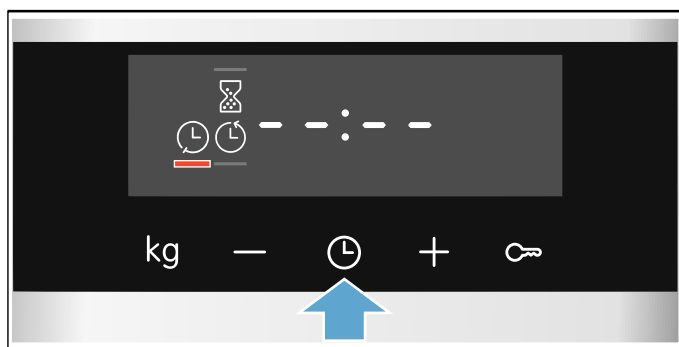 – –:– –
kg – +